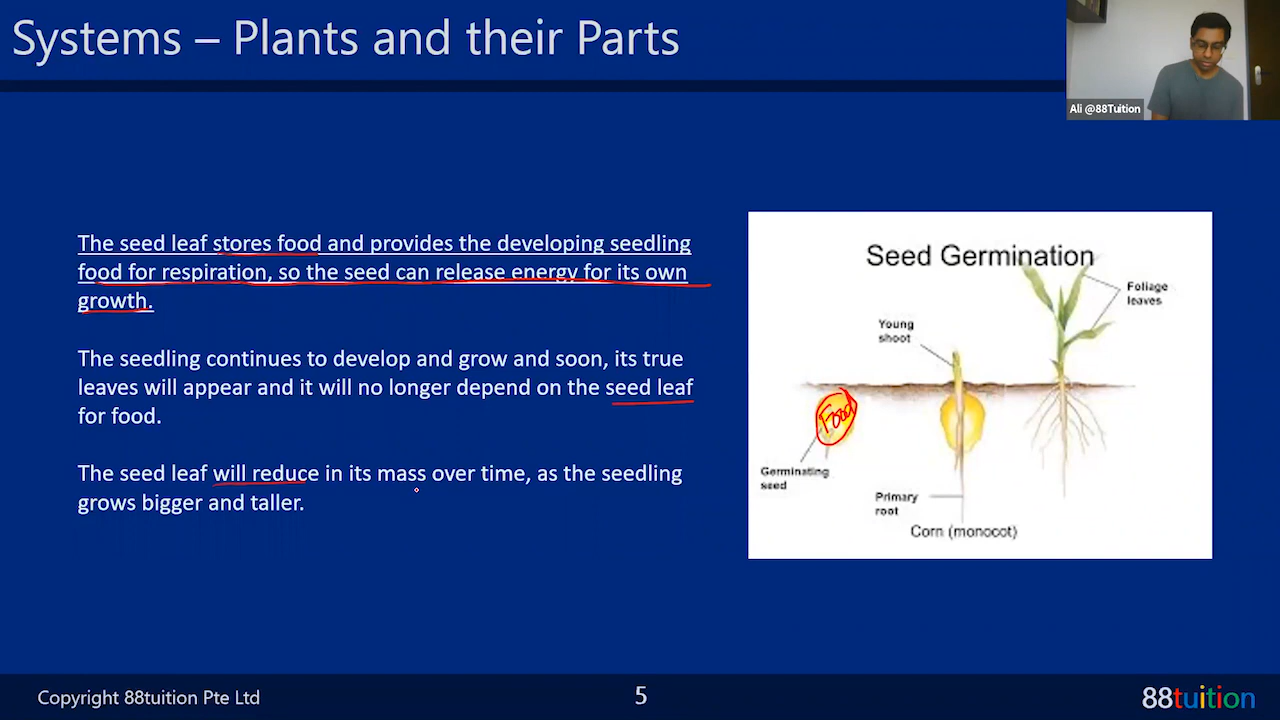 Systems – Plants and their Parts
Ali @88Tuition
The seed leaf stores food and provides the developing seedling
food for respiration, so the seed can release energy for its own
growth.
The seedling continues to develop and grow and soon, its true
leaves will appear and it will no longer depend on the seed leaf
for food.
The seed leaf will reduce in its mass over time, as the seedling
grows bigger and taller.
Seed Germination
Foliage
leaves
Young
shoot
Food
Germinating
seed
Primary
root
Corn (monocot)
Copyright 88tuition Pte Ltd
5
88tuition